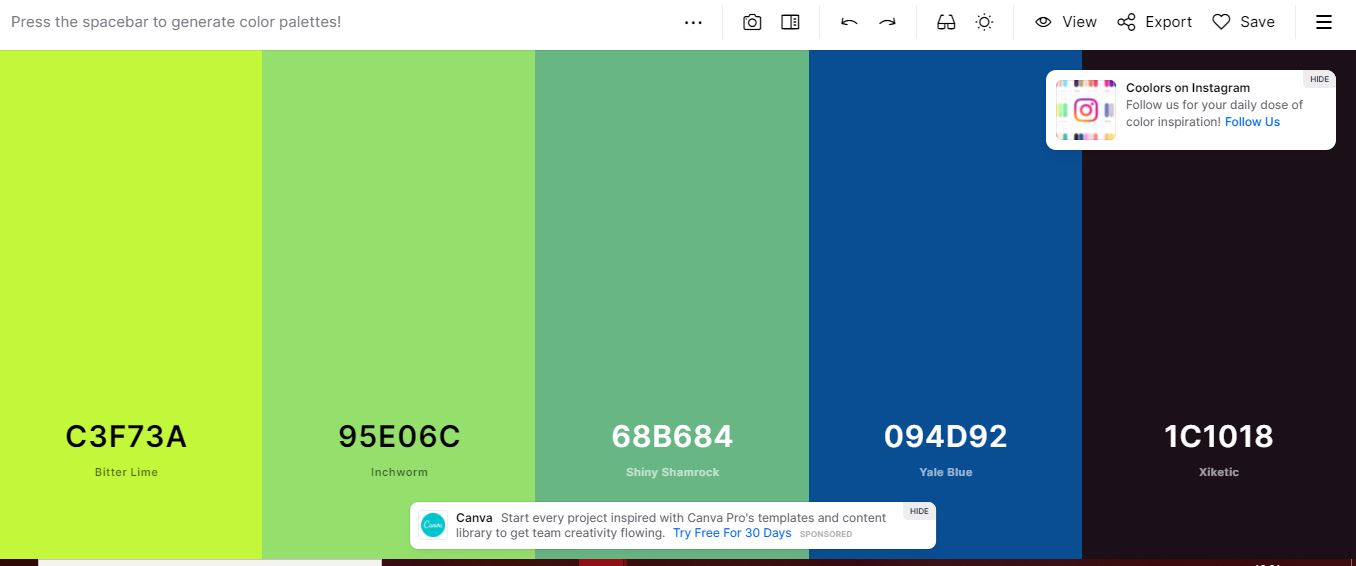 Press the spacebar to generate color palettes!
View
Export
Save
HIDE
Coolors on Instagram
Follow us for your daily dose of
color inspiration! Follow Us
C3F73A
Bitter Lime
95E06C
Inchworm
68B684
Shiny Shamrock
094D92
Yale Blue
1C1018
Xiketic
HIDE
Canva
Canva Start every project inspired with Canva Pro's templates and content
library to get team creativity flowing. Try Free For 30 Days SPONSORED